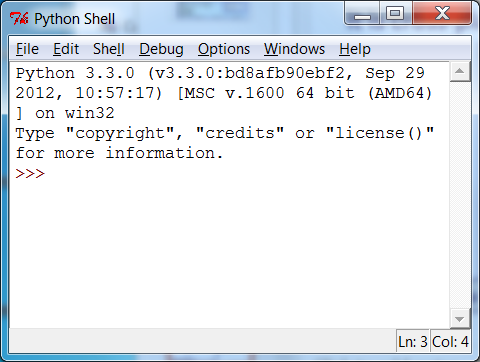 Python Shell
File Edit Shell Debug Options Windows Help
Python 3.3.0 (v3.3.0:bd8afb90ebf2, Sep 29
2012, 10:57:17) [MSC v.1600 64 bit (AMD64)
] on win32
Type "copyright", "credits" or "license()"
for more information.
>>>
Ln: 3 Col: 4